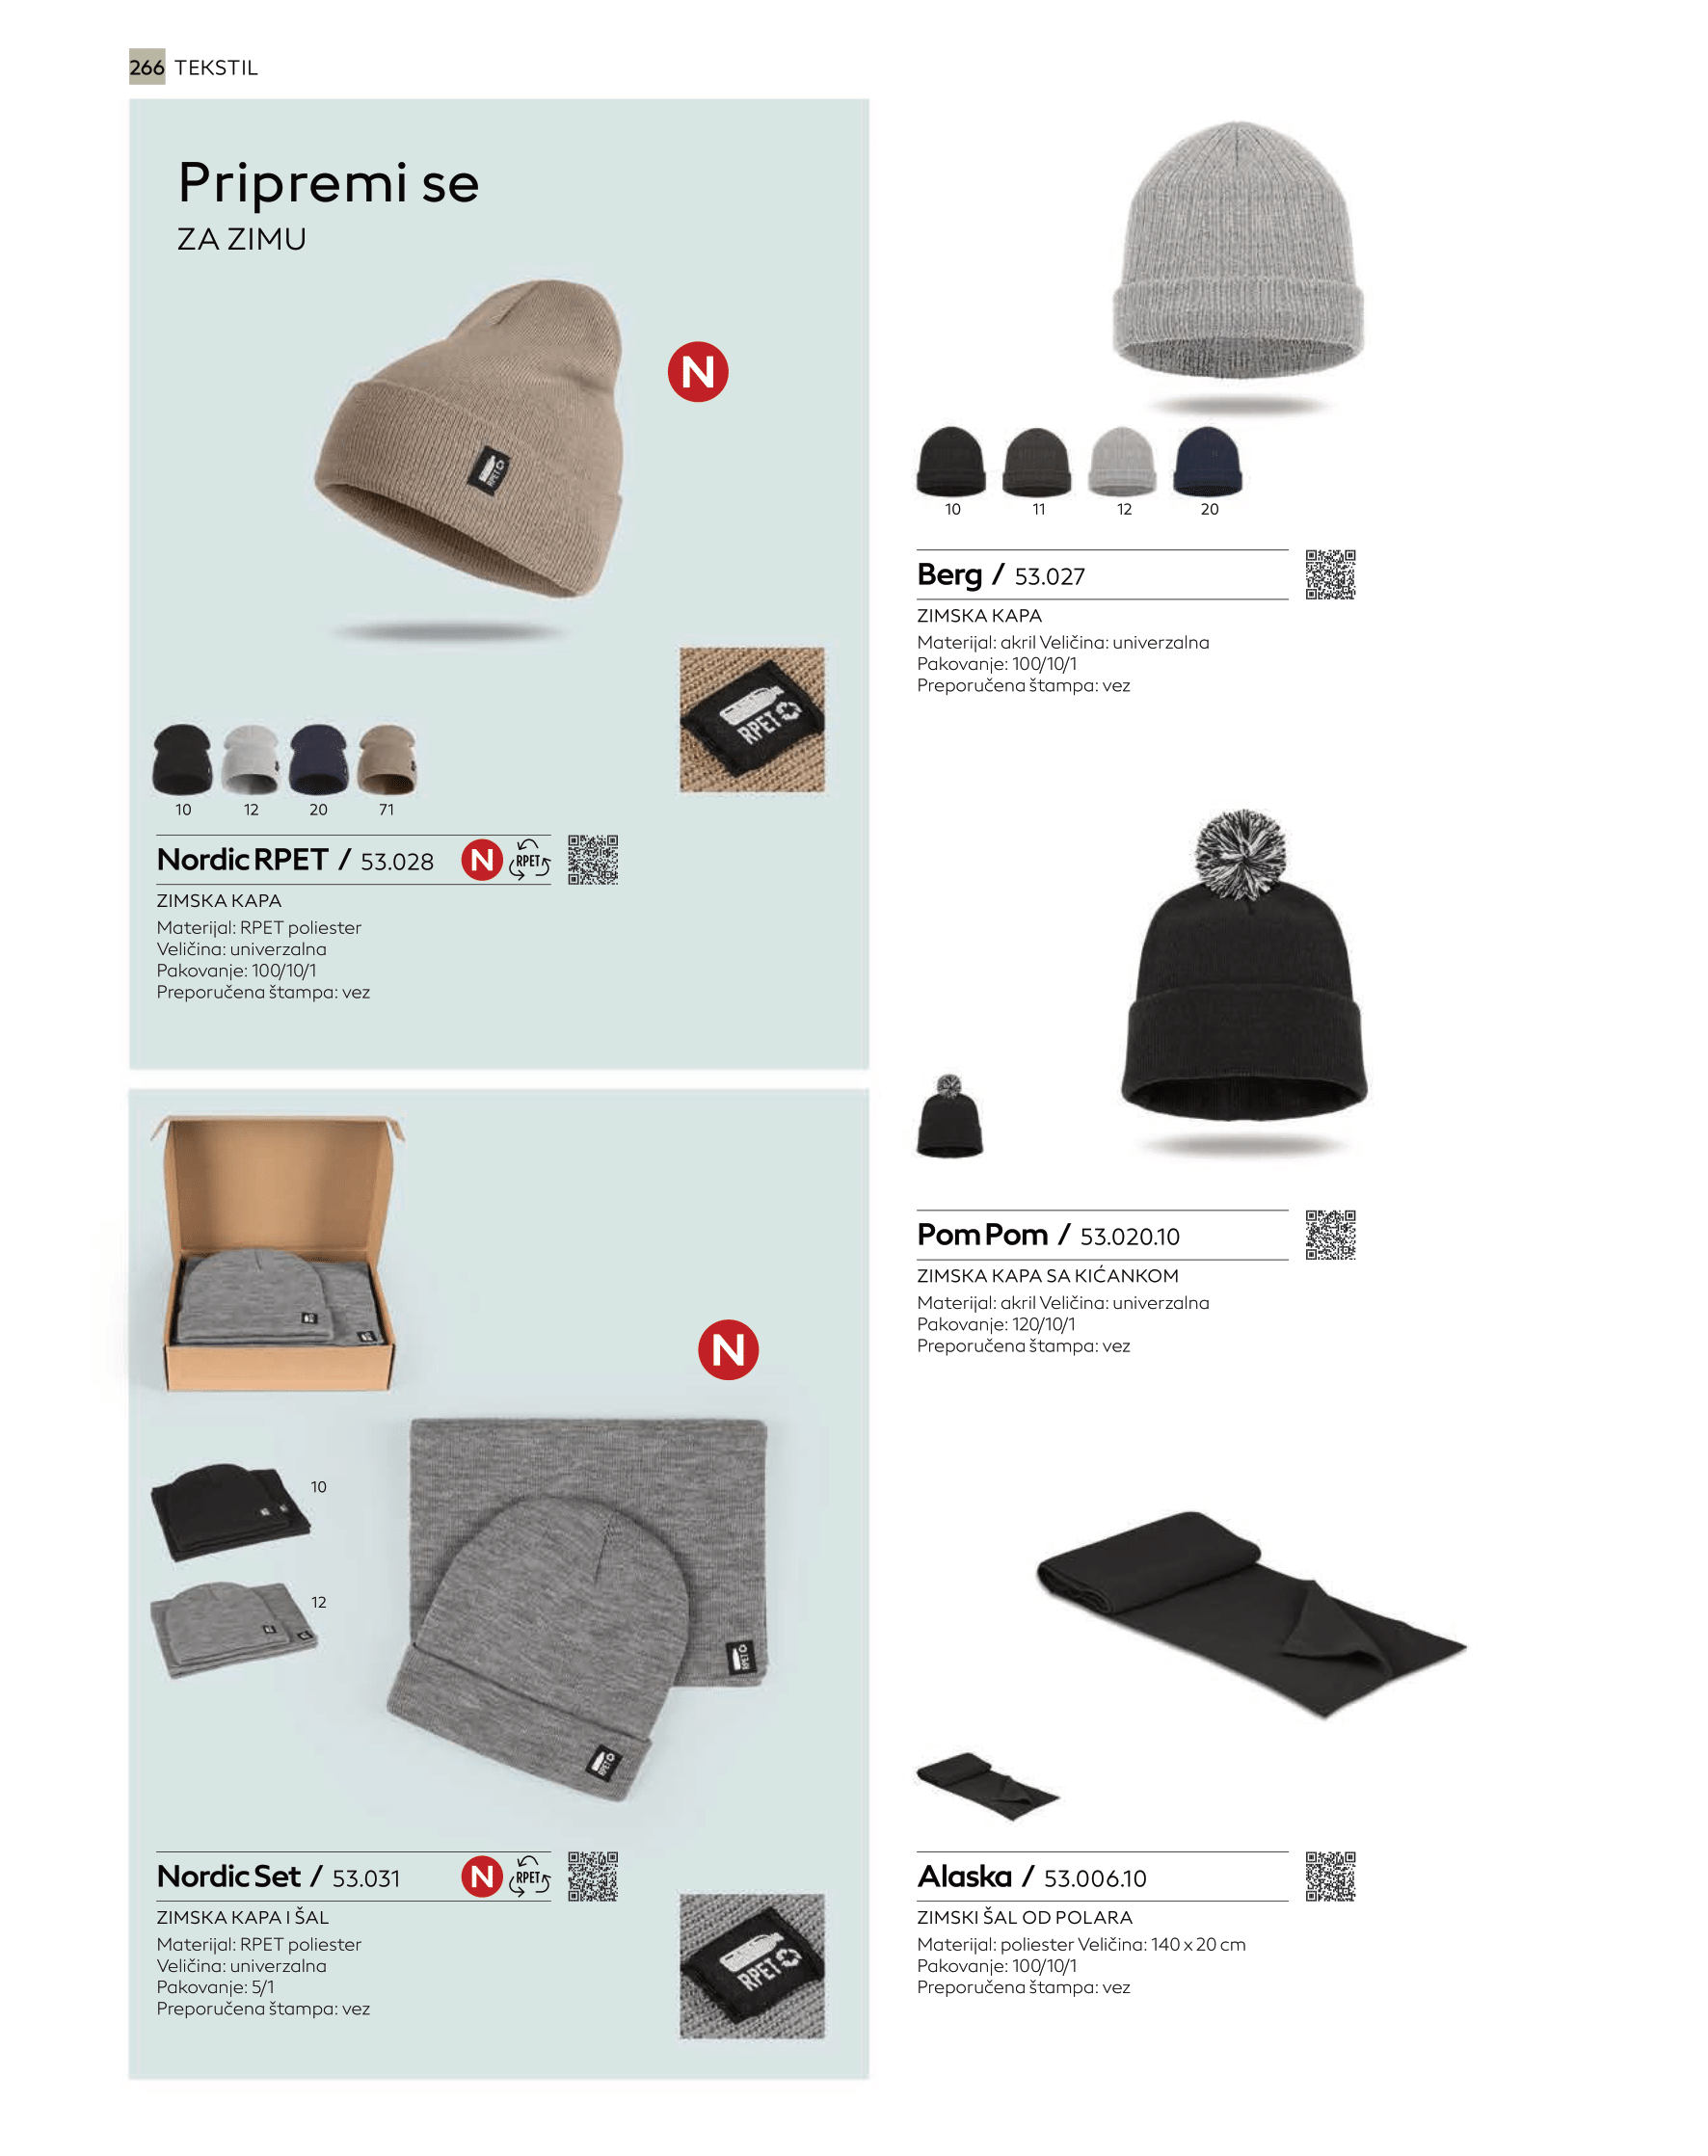 266 TEKSTIL
Pripremi se
ZA ZIMU
N
RPET
RPET
10 12 20 71
Nordic RPET / 53.028 N RPET
ZIMSKA KAPA
Materijal: RPET poliester
Veličina: univerzalna
Pakovanje: 100/10/1
Preporučena štampa: vez
N
10
12
RPET
RPET
Nordic Set / 53.031 N RPET
ZIMSKA KAPA I ŠAL
Materijal: RPET poliester
Veličina: univerzalna
Pakovanje: 5/1
Preporučena štampa: vez
RPET
10 11 12 20
Berg / 53.027
ZIMSKA KAPA
Materijal: akril Veličina: univerzalna
Pakovanje: 100/10/1
Preporučena štampa: vez
Pom Pom / 53.020.10
ZIMSKA KAPA SA KIĆANKOM
Materijal: akril Veličina: univerzalna
Pakovanje: 120/10/1
Preporučena štampa: vez
Alaska / 53.006.10
ZIMSKI ŠAL OD POLARA
Materijal: poliester Veličina: 140 x 20 cm
Pakovanje: 100/10/1
Preporučena štampa: vez